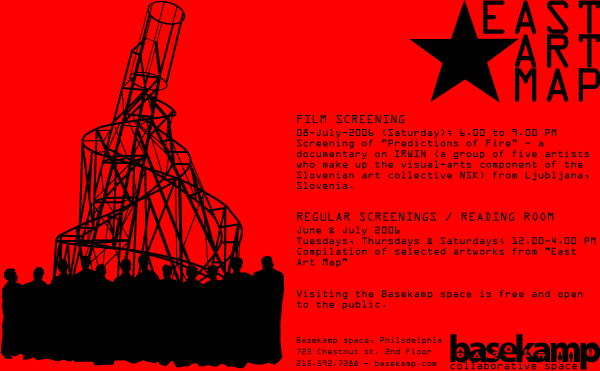 EAST
ART
MAP
FILM SCREENING
08-July-2006 (Saturday); 6.00 to 9.00 PM
Screening of "Predictions of Fire" - a
documentary on IRWIN (a group of five artists
who make up the visual-arts component of the
Slovenian art collective NSK) from Ljubljana,
Slovenia.
REGULAR SCREENINGS / READING ROOM
June & July 2006
Tuesdays, Thursdays & Saturdays; 12.00-4.00 PM
Compilation of selected artworks from "East
Art Map"
Visiting the Basekamp space is free and open
to the public.
Basekamp space, Philadelphia
723 Chestnut st. 2nd Floor
215.592.7288 - basekamp.com
basekamp
collaborative space